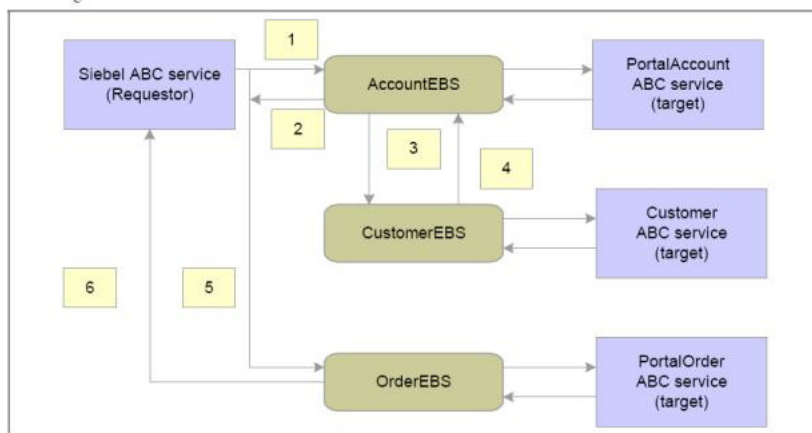 1
Siebel ABC service
(Requestor)
AccountEBS
PortalAccount
ABC service
(target)
2
3
4
CustomerEBS
Customer
ABC service
(target)
6
5
OrderEBS
PortalOrder
ABC service
(target)